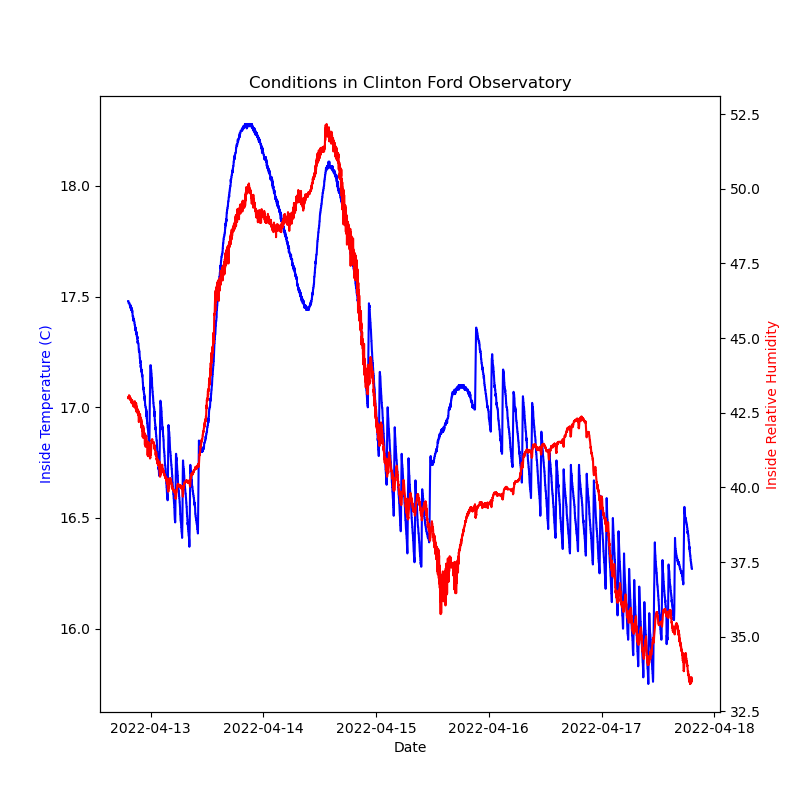 Conditions in Clinton Ford Observatory
Inside Temperature (C)
18.0
17.5
17.0
16.5
16.0
52.5
50.0
47.5
45.0
42.5
40.0
37.5
35.0
32.5
Inside Relative Humidity
2022-04-13 2022-04-14 2022-04-15 2022-04-16 2022-04-17 2022-04-18
Date